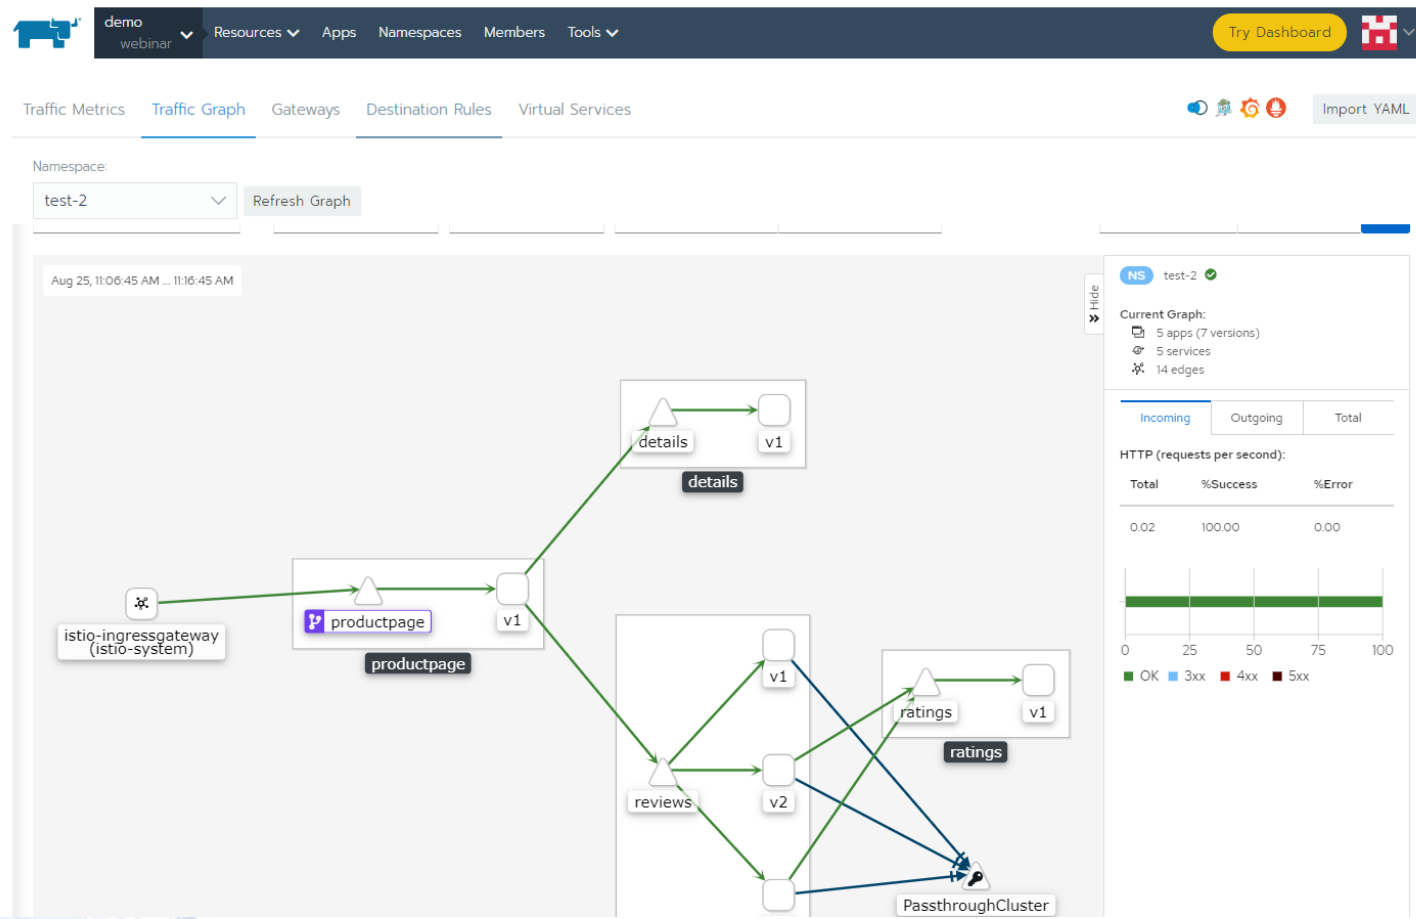 demo
webinar
Resources
Apps
Namespaces
Members
Tools
Try Dashboard
Traffic Metrics
Traffic Graph
Gateways
Destination Rules
Virtual Services
Import YAML
Namespace:
test-2
Refresh Graph
Aug 25, 11:06:45 AM ... 11:16:45 AM
Hide
NS test-2
Current Graph:
5 apps (7 versions)
5 services
14 edges
Incoming
Outgoing
Total
HTTP (requests per second):
Total %Success %Error
0.02 100.00 0.00
0 25 50 75 100
OK 3xx 4xx 5xx
details
v1
details
istio-ingressgateway
(istio-system)
productpage
v1
productpage
v1
reviews
v2
ratings
v1
ratings
PassthroughCluster